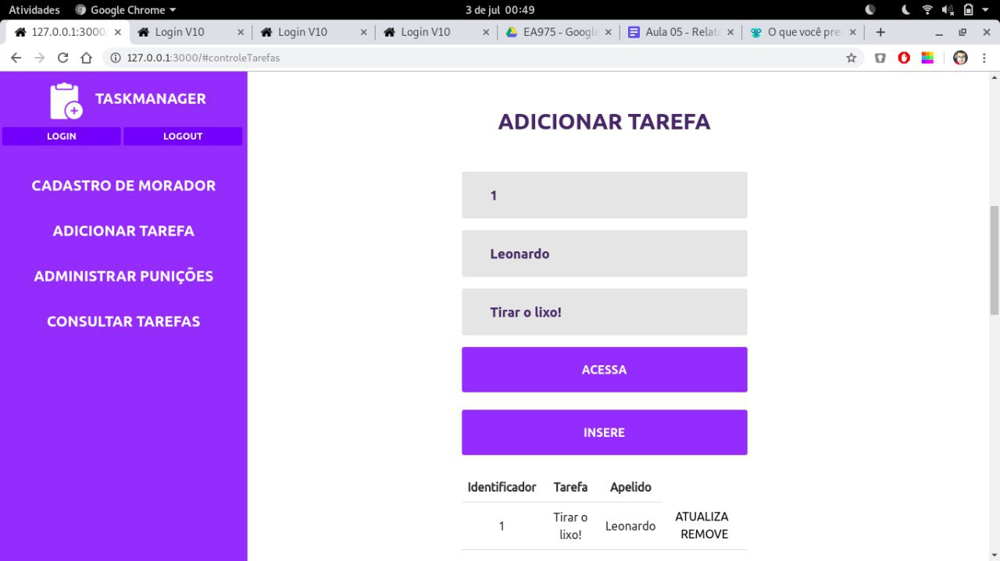 Atividades Google Chrome 3 de jul 00:49
127.0.0.1:3000 Login V10 Login V10 Login V10 EA975 - Google Aula 05 - Relat O que você pre
127.0.0.1:3000/#controleTarefas
TASKMANAGER
LOGIN LOGOUT
CADASTRO DE MORADOR
ADICIONAR TAREFA
ADMINISTRAR PUNIÇÕES
CONSULTAR TAREFAS
ADICIONAR TAREFA
1
Leonardo
Tirar o lixo!
ACESSA
INSERE
Identificador Tarefa Apelido
1 Tirar o lixo! Leonardo ATUALIZA REMOVE